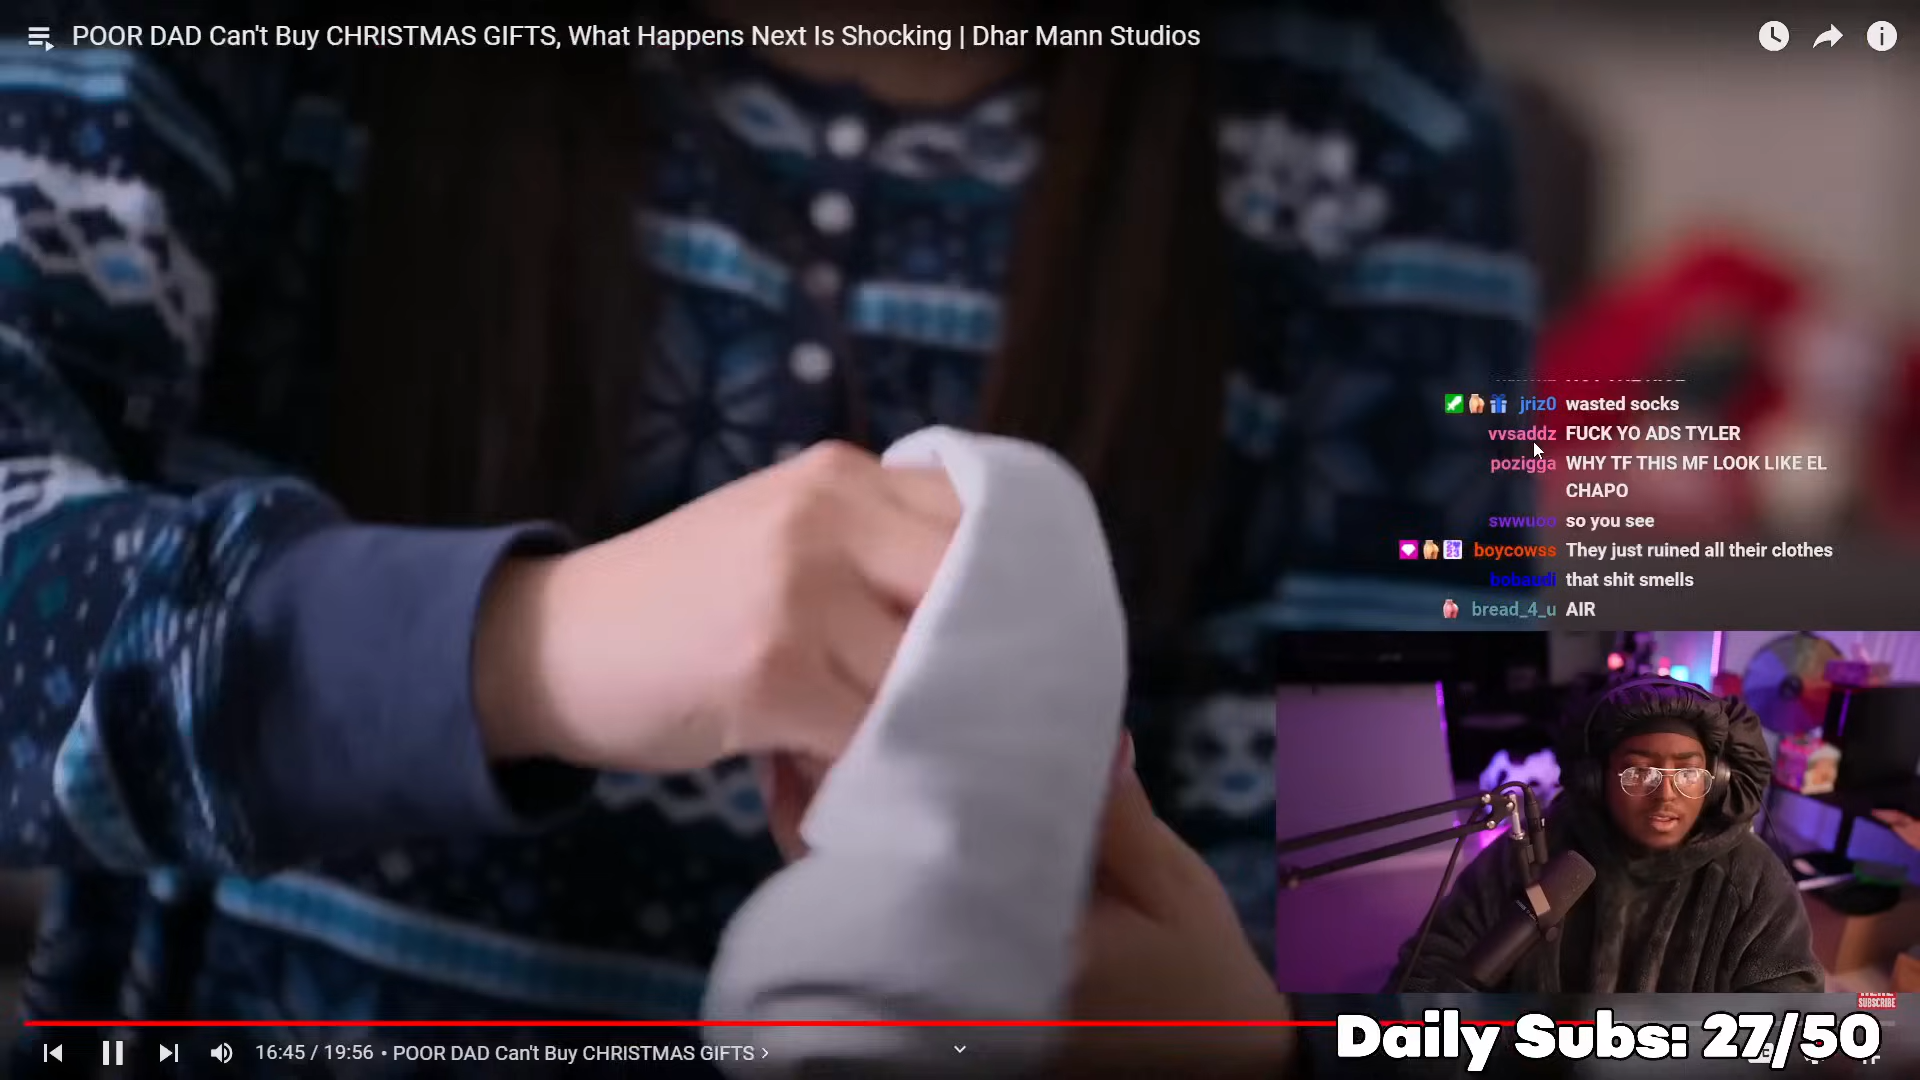 POOR DAD Can't Buy CHRISTMAS GIFTS, What Happens Next Is Shocking | Dhar Mann Studios
jriz0 wasted socks
vvsaddz FUCK YO ADS TYLER
pozigga WHY TF THIS MF LOOK LIKE EL
CHAPO
swwuoo so you see
boycowss They just ruined all their clothes
bobaudi that shit smells
bread_4_u AIR
SUBSCRIBE
Daily Subs: 27/50
16:45 / 19:56 • POOR DAD Can't Buy CHRISTMAS GIFTS